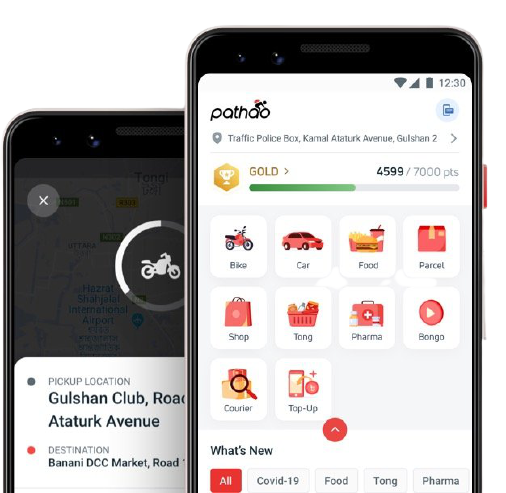 12:30
pathao
Traffic Police Box, Kamal Ataturk Avenue, Gulshan 2
GOLD >
4599 / 7000 pts
Bike
Car
Food
Parcel
Shop
Tong
Pharma
Bongo
Courier
Top-Up
What's New
All
Covid-19
Food
Tong
Pharma
Tongi
Hazrat
Shahjalal
International
Airport
PICKUP LOCATION
Gulshan Club, Road
Ataturk Avenue
DESTINATION
Banani DCC Market, Road 1